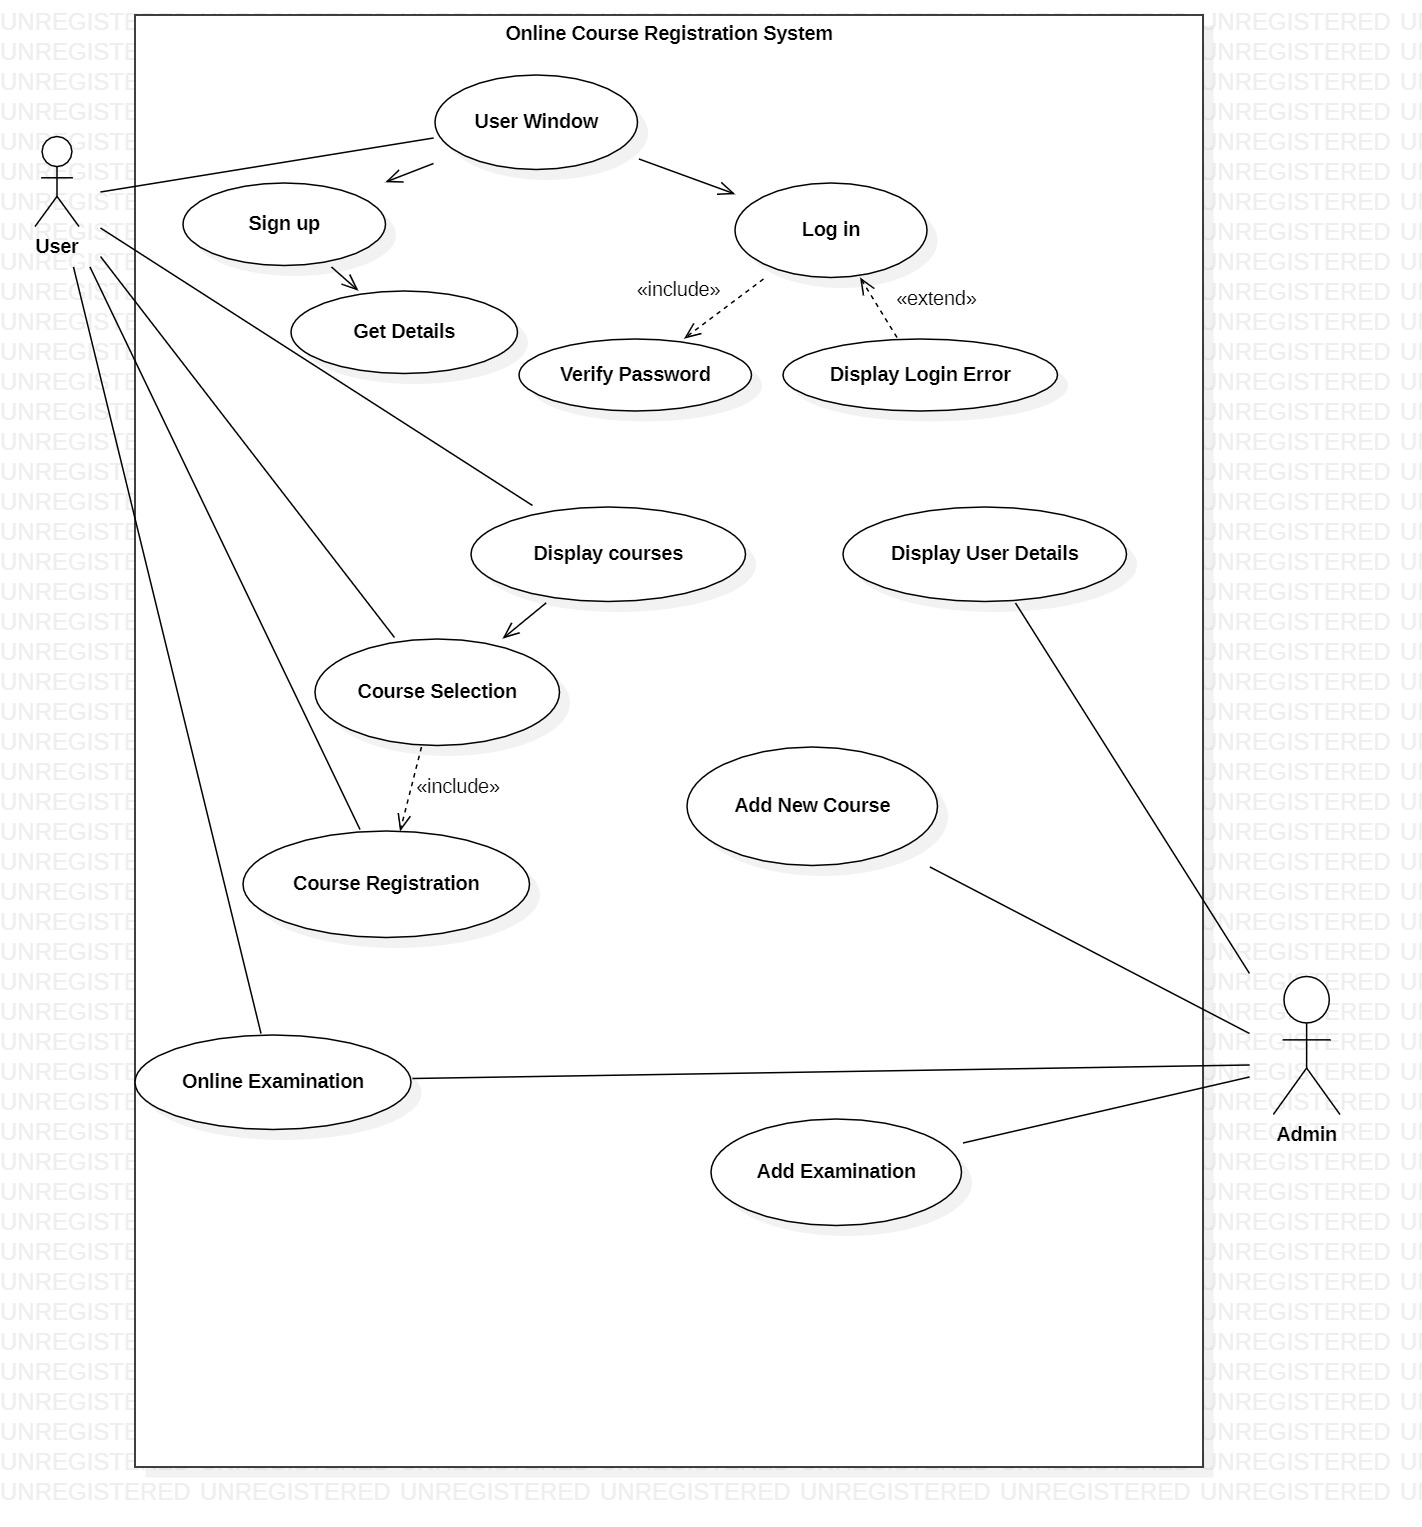 Online Course Registration System
User Window
Sign up
Log in
User
«include»
«extend»
Get Details
Verify Password
Display Login Error
Display courses
Display User Details
Course Selection
«include»
Add New Course
Course Registration
Online Examination
Admin
Add Examination
UNREGISTERED UNREGISTERED UNREGISTERED UNREGISTERED UNREGISTERED UNREGISTERED UNREGISTERED